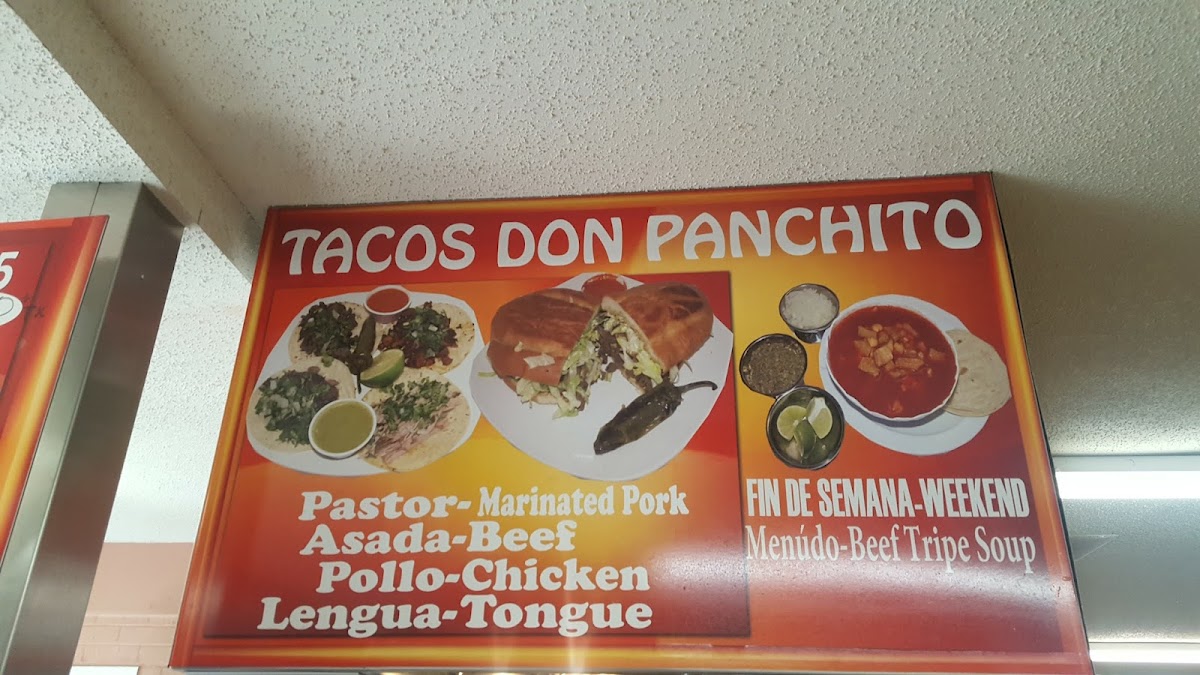 TACOS DON PANCHITO
Pastor-Marinated Pork
Asada-Beef
Pollo-Chicken
Lengua-Tongue
FIN DE SEMANA-WEEKEND
Menúdo-Beef Tripe Soup
5